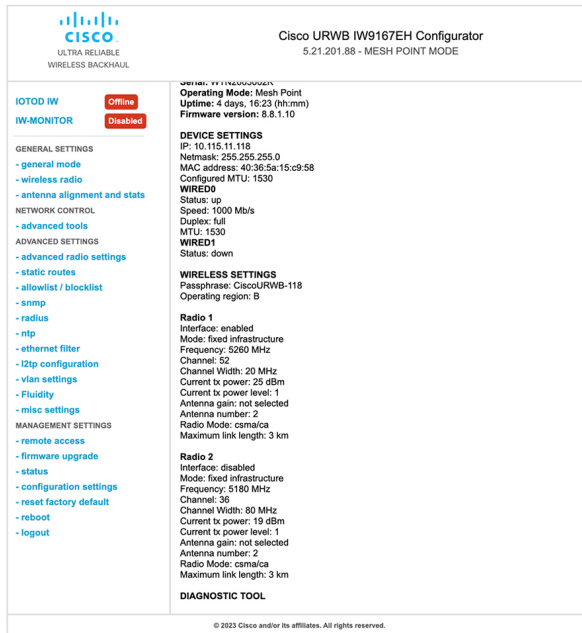 CISCO
ULTRA RELIABLE
WIRELESS BACKHAUL
Cisco URWB IW9167EH Configurator
5.21.201.88 - MESH POINT MODE
IOTOD IW Offline
IW-MONITOR Disabled
GENERAL SETTINGS
- general mode
- wireless radio
- antenna alignment and stats
NETWORK CONTROL
- advanced tools
ADVANCED SETTINGS
- advanced radio settings
- static routes
- allowlist / blocklist
- snmp
- radius
- ntp
- ethernet filter
- l2tp configuration
- vlan settings
- Fluidity
- misc settings
MANAGEMENT SETTINGS
- remote access
- firmware upgrade
- status
- configuration settings
- reset factory default
- reboot
- logout
Serial:
Operating Mode: Mesh Point
Uptime: 4 days, 16:23 (hh:mm)
Firmware version: 8.8.1.10
DEVICE SETTINGS
IP: 10.115.11.118
Netmask: 255.255.255.0
MAC address: 40:36:5a:15:c9:58
Configured MTU: 1530
WIRED0
Status: up
Speed: 1000 Mb/s
Duplex: full
MTU: 1530
WIRED1
Status: down
WIRELESS SETTINGS
Passphrase: CiscoURWB-118
Operating region: B
Radio 1
Interface: enabled
Mode: fixed infrastructure
Frequency: 5260 MHz
Channel: 52
Channel Width: 20 MHz
Current tx power: 25 dBm
Current tx power level: 1
Antenna gain: not selected
Antenna number: 2
Radio Mode: csma/ca
Maximum link length: 3 km
Radio 2
Interface: disabled
Mode: fixed infrastructure
Frequency: 5180 MHz
Channel: 36
Channel Width: 80 MHz
Current tx power: 19 dBm
Current tx power level: 1
Antenna gain: not selected
Antenna number: 2
Radio Mode: csma/ca
Maximum link length: 3 km
DIAGNOSTIC TOOL
© 2023 Cisco and/or its affiliates. All rights reserved.